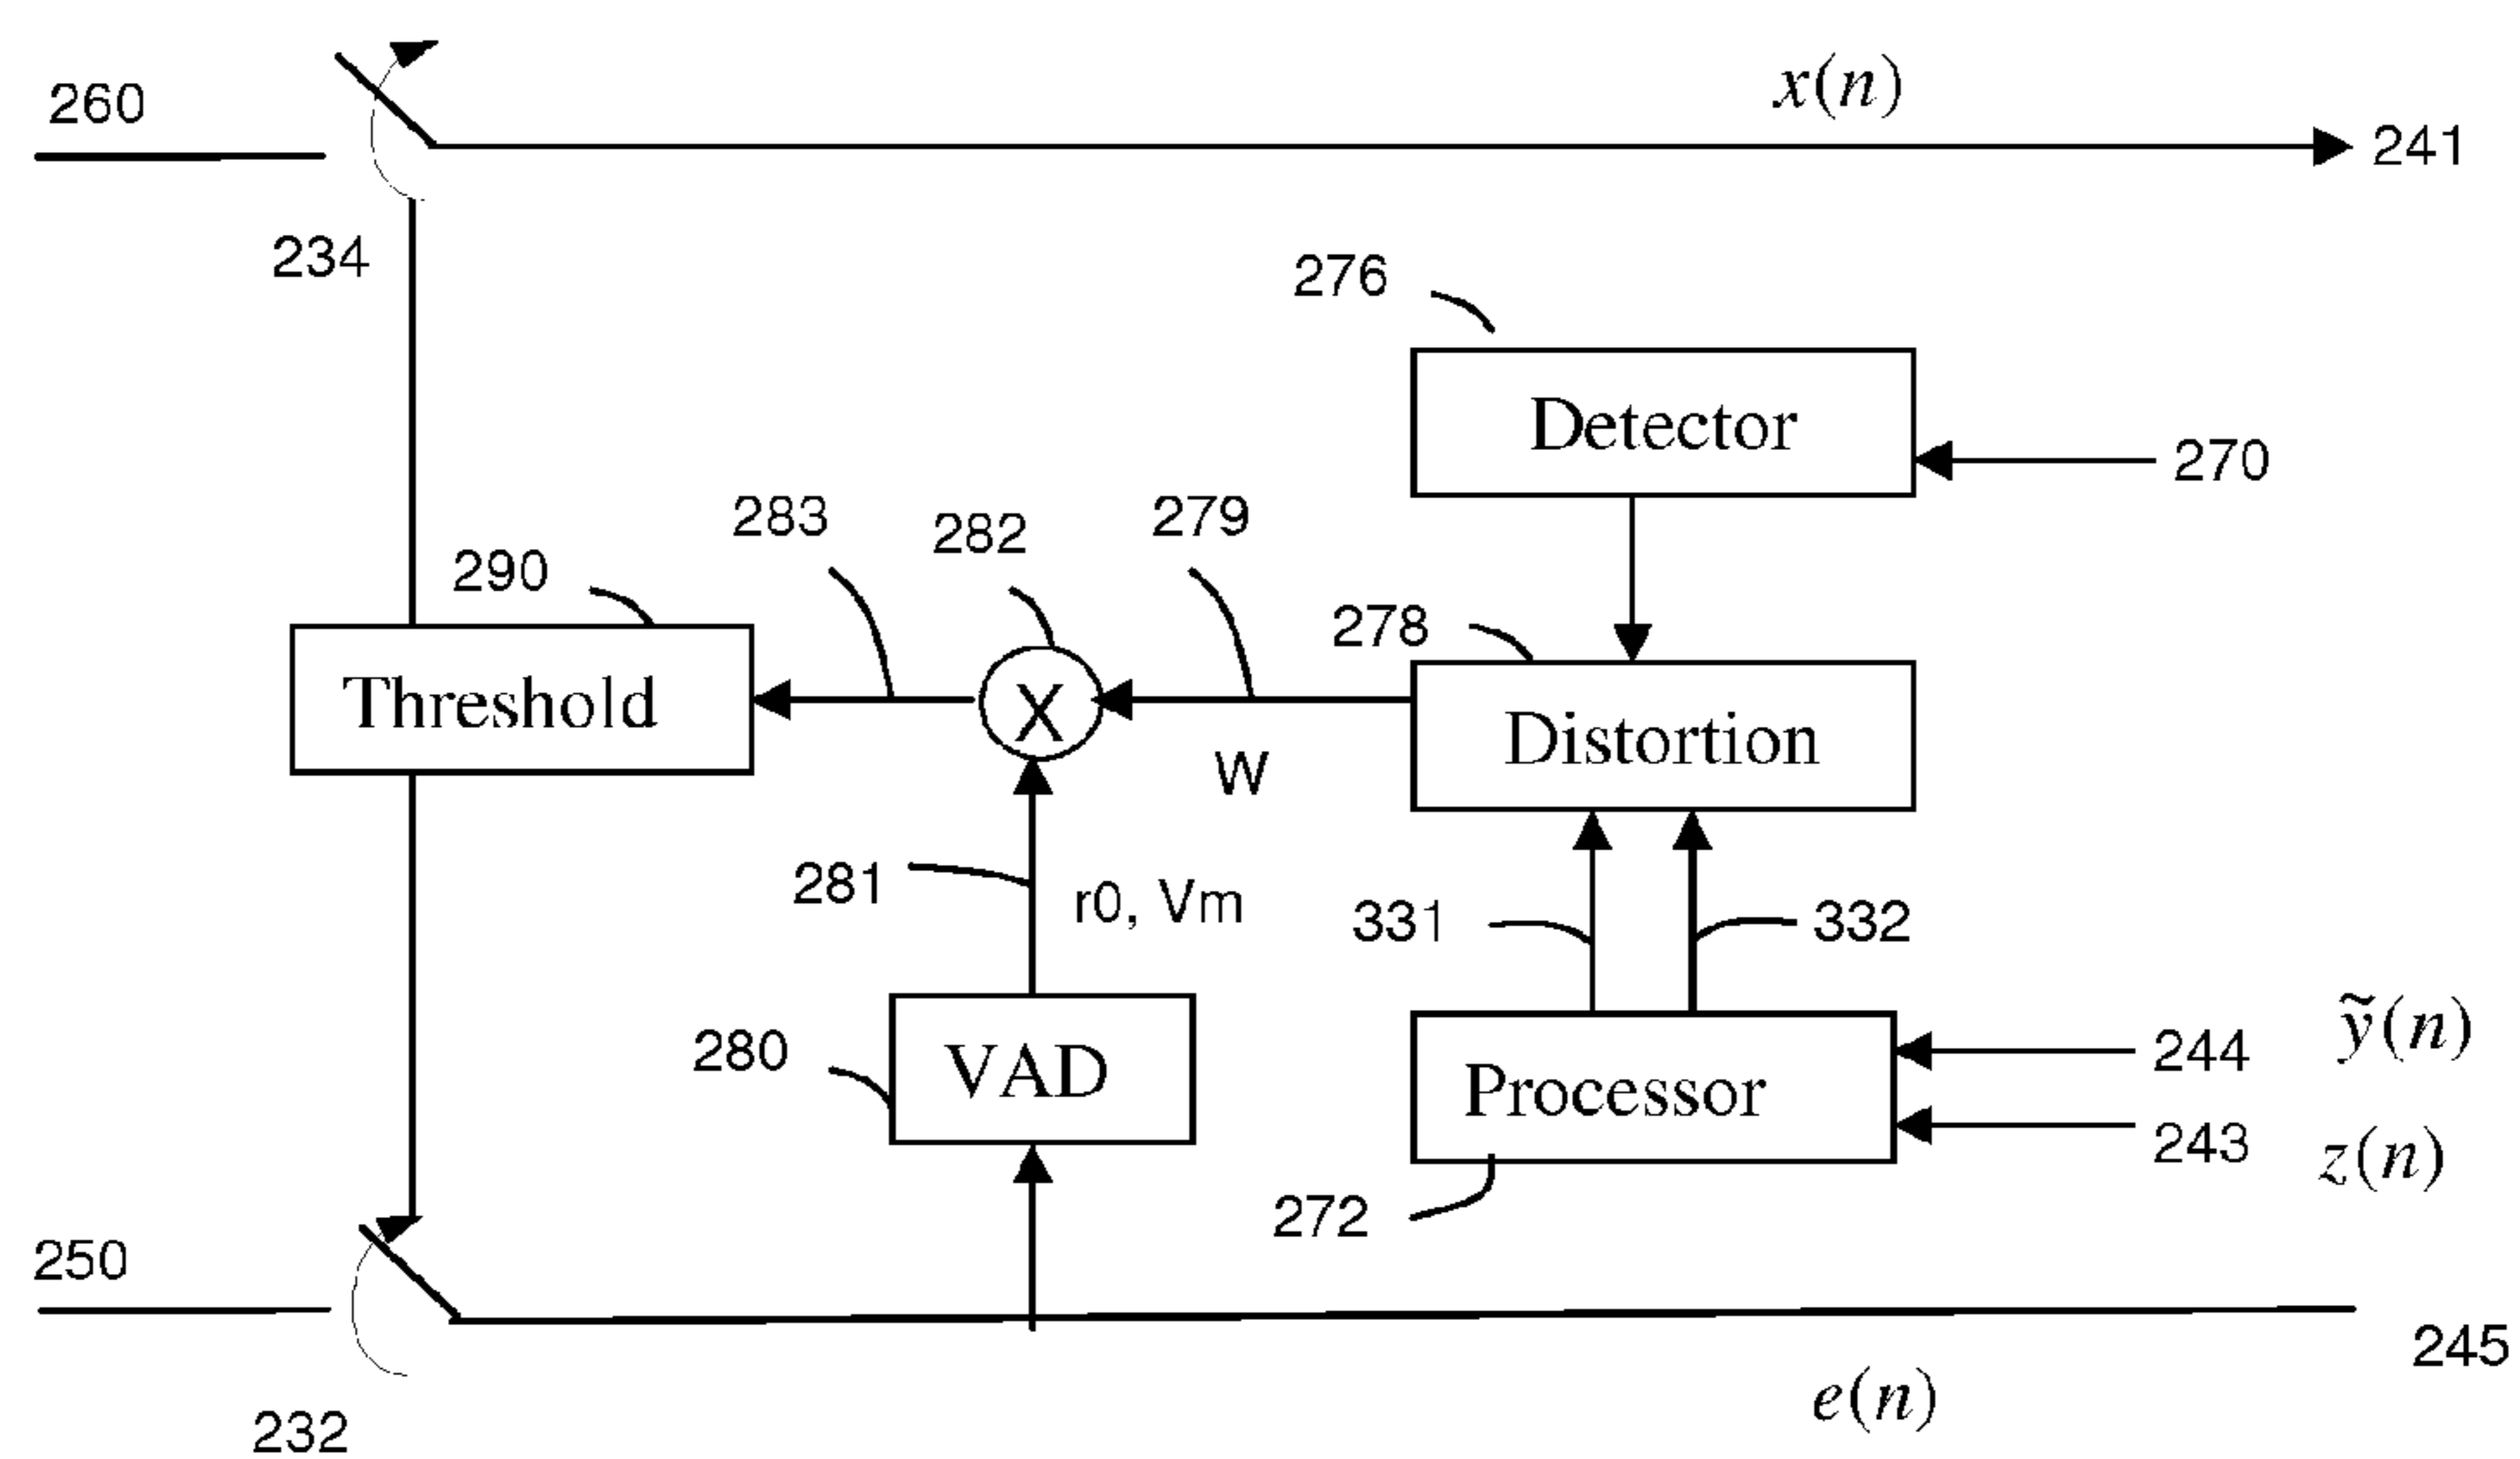 x(n)
260
241
234
276
Detector
270
283
282
279
290
278
Threshold
X
Distortion
W
281
r0, Vm
331
332
280
VAD
Processor
244
ỹ(n)
243
z(n)
272
250
245
e(n)
232